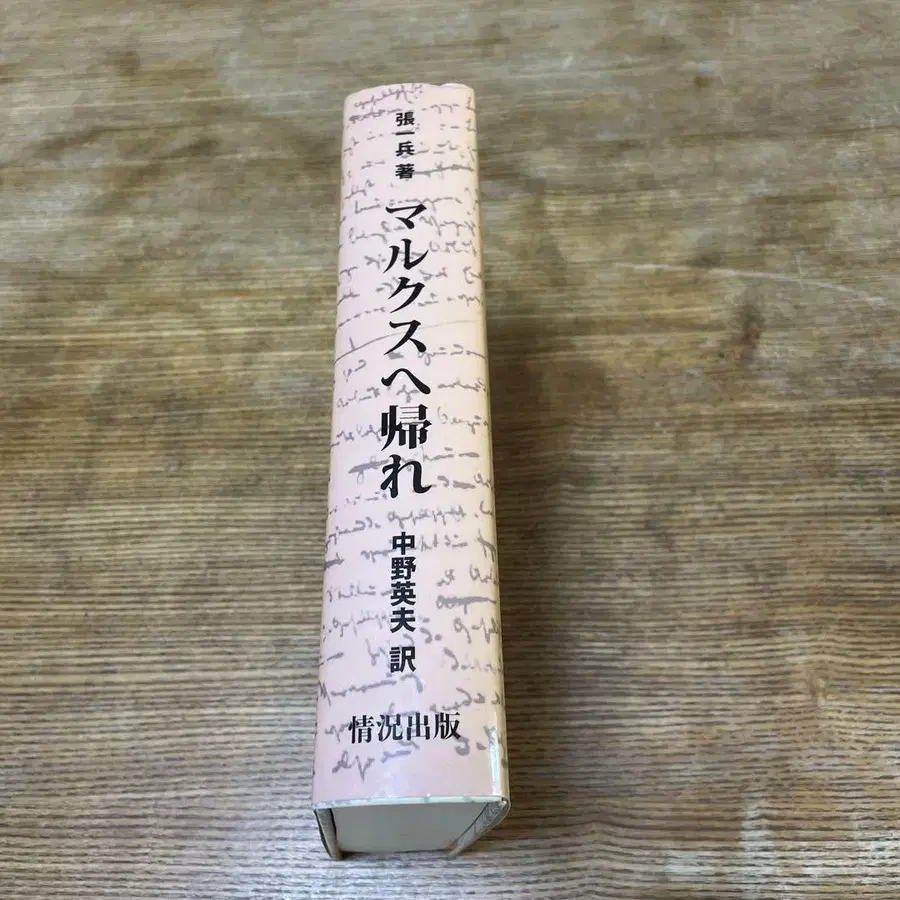 張一兵 著
マルクスへ帰れ
中野英夫 訳
情況出版